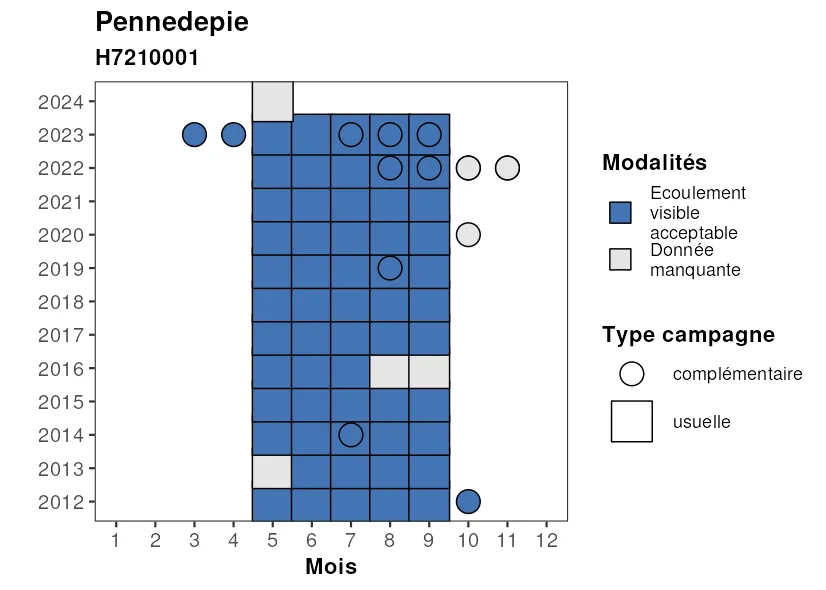 Pennedepie
H7210001
2024
2023
2022
2021
2020
2019
2018
2017
2016
2015
2014
2013
2012
1 2 3 4 5 6 7 8 9 10 11 12
Mois
Modalités
Ecoulement
visible
acceptable
Donnée
manquante
Type campagne
complémentaire
usuelle